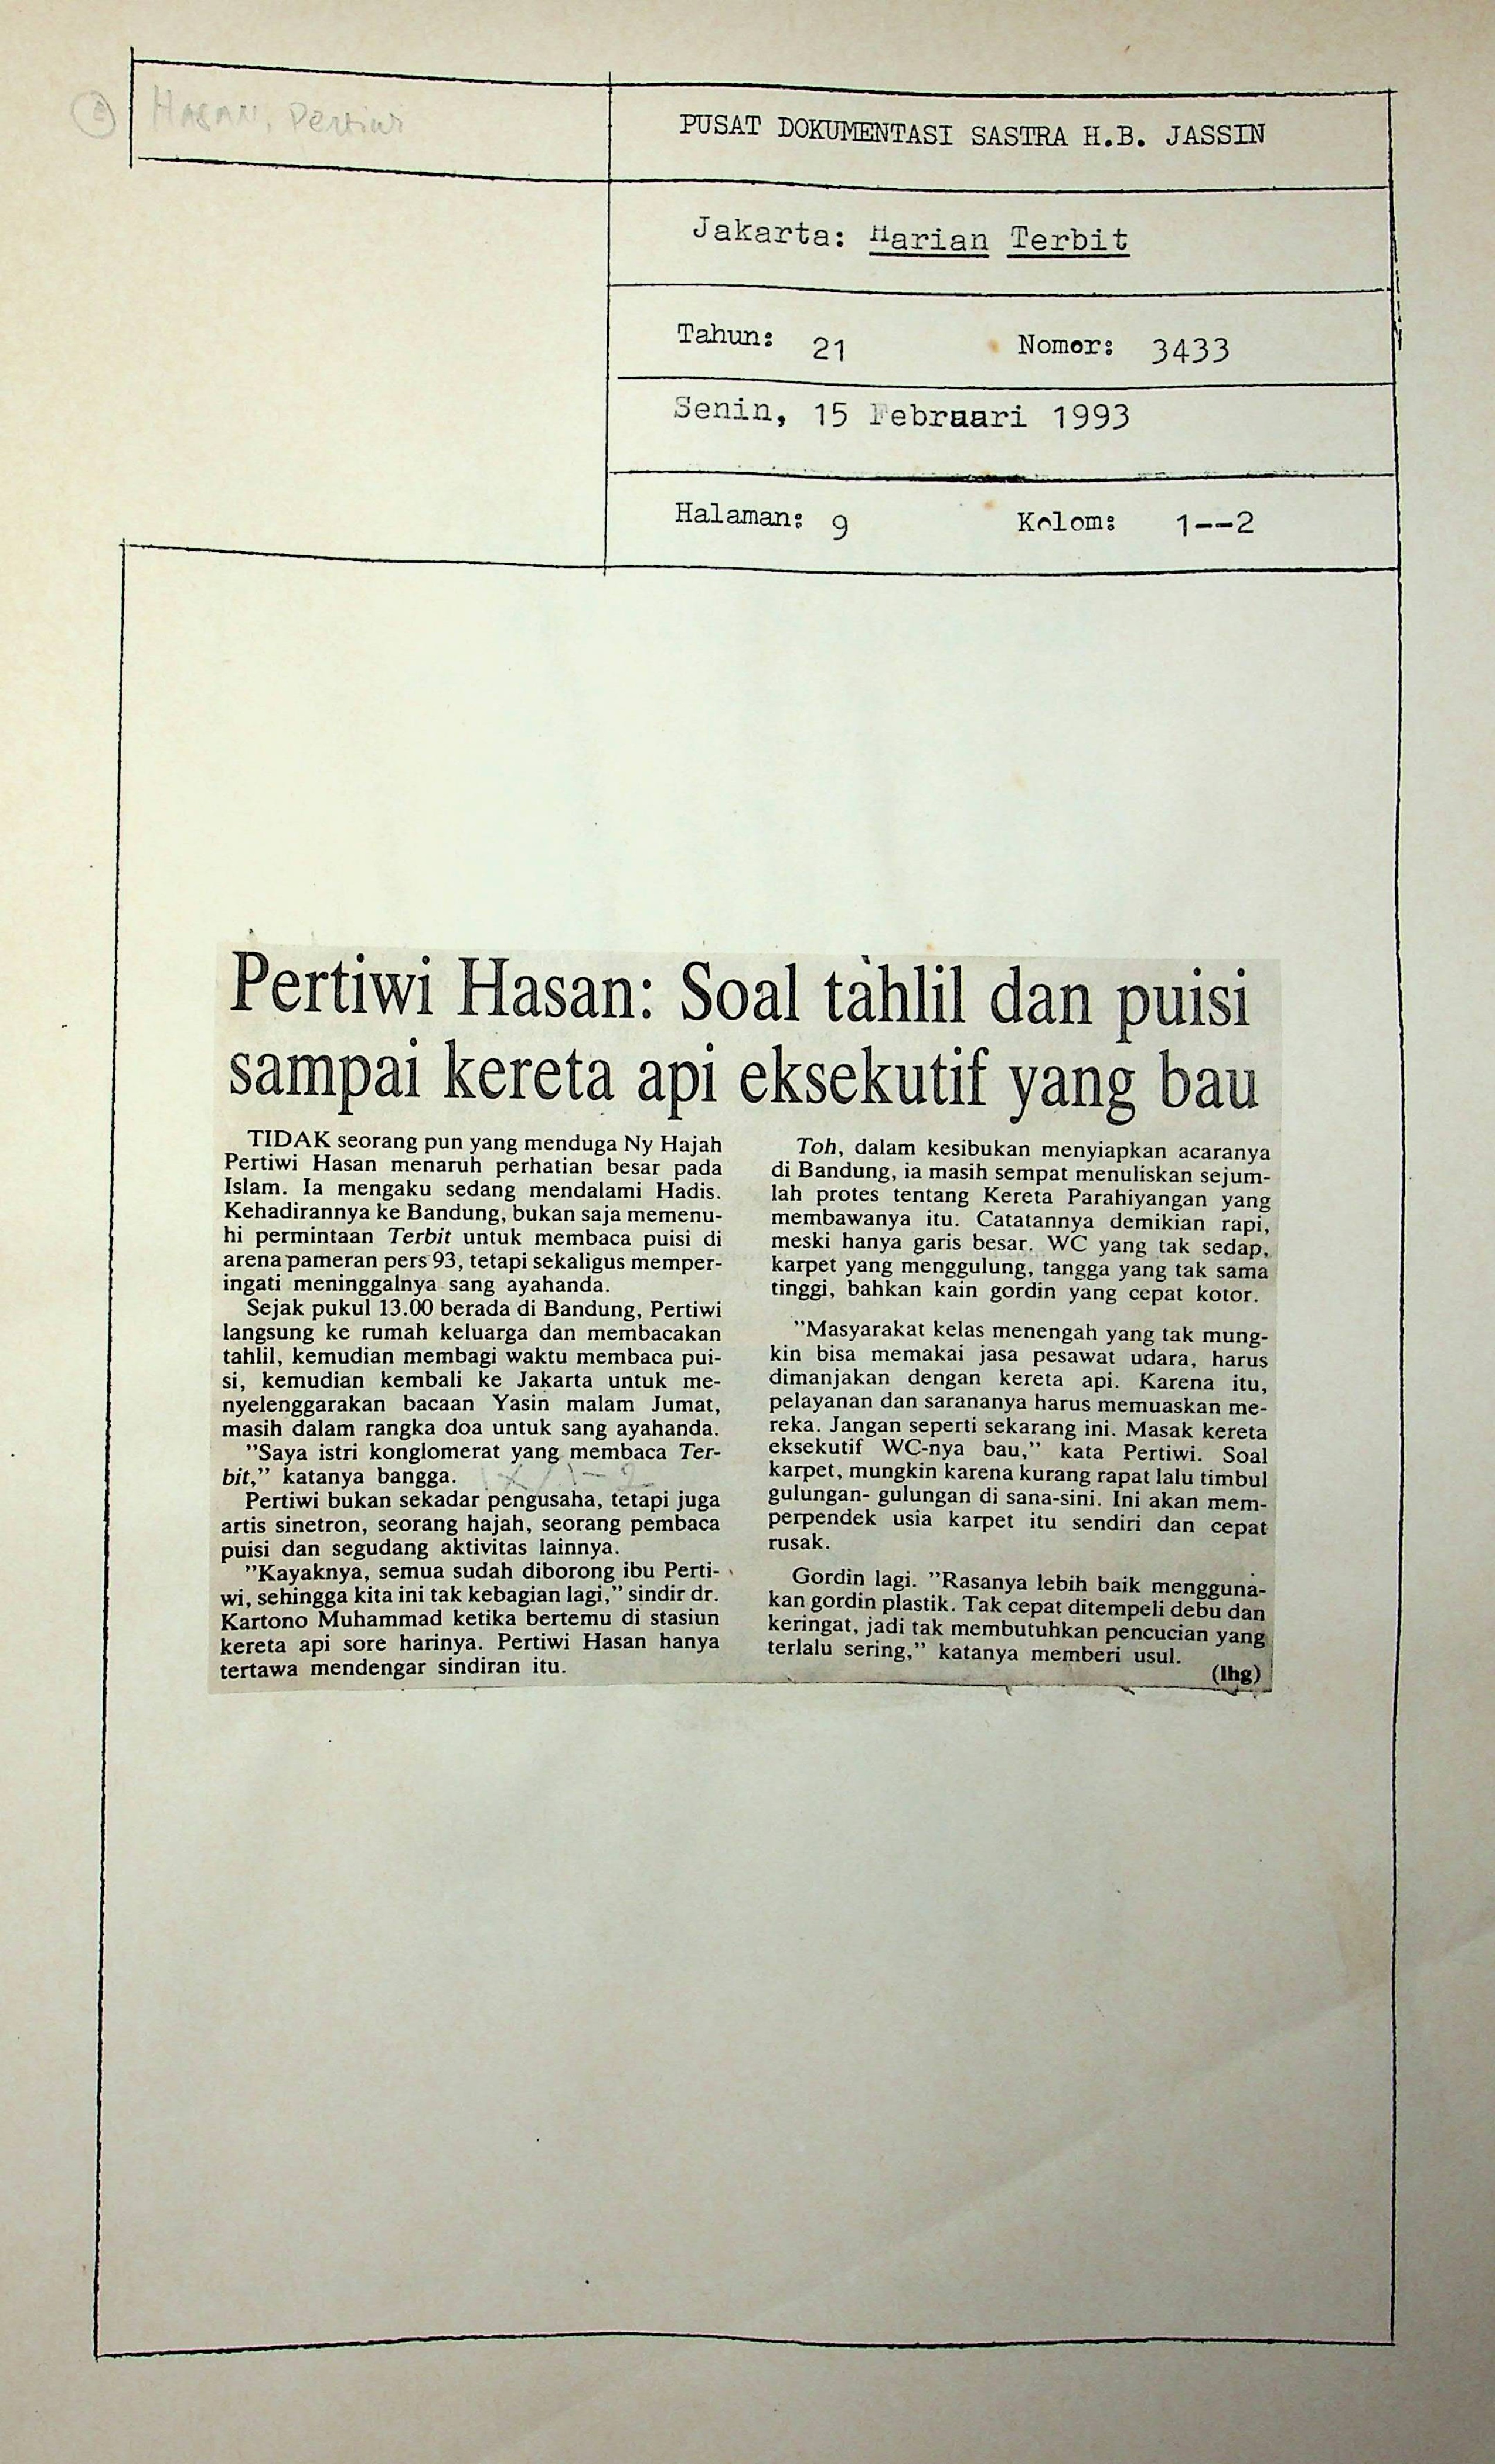 Hasan, Pertiwi
PUSAT DOKUMENTASI SASTRA H.B. JASSIN
Jakarta: Harian Terbit
Tahun: 21 Nomor: 3433
Senin, 15 Februari 1993
Halaman: 9 Kolom: 1--2
Pertiwi Hasan: Soal tahlil dan puisi
sampai kereta api eksekutif yang bau
TIDAK seorang pun yang menduga Ny Hajah
Pertiwi Hasan menaruh perhatian besar pada
Islam. Ia mengaku sedang mendalami Hadis.
Kehadirannya ke Bandung, bukan saja memenu-
hi permintaan Terbit untuk membaca puisi di
arena pameran pers 93, tetapi sekaligus memper-
ingati meninggalnya sang ayahanda.
Sejak pukul 13.00 berada di Bandung, Pertiwi
langsung ke rumah keluarga dan membacakan
tahlil, kemudian membagi waktu membaca pui-
si, kemudian kembali ke Jakarta untuk me-
nyelenggarakan bacaan Yasin malam Jumat,
masih dalam rangka doa untuk sang ayahanda.
"Saya istri konglomerat yang membaca Ter-
bit," katanya bangga.
Pertiwi bukan sekadar pengusaha, tetapi juga
artis sinetron, seorang hajah, seorang pembaca
puisi dan segudang aktivitas lainnya.
"Kayaknya, semua sudah diborong ibu Perti-
wi, sehingga kita ini tak kebagian lagi," sindir dr.
Kartono Muhammad ketika bertemu di stasiun
kereta api sore harinya. Pertiwi Hasan hanya
tertawa mendengar sindiran itu.
Toh, dalam kesibukan menyiapkan acaranya
di Bandung, ia masih sempat menuliskan sejum-
lah protes tentang Kereta Parahiyangan yang
membawanya itu. Catatannya demikian rapi,
meski hanya garis besar. WC yang tak sedap,
karpet yang menggulung, tangga yang tak sama
tinggi, bahkan kain gordin yang cepat kotor.
"Masyarakat kelas menengah yang tak mung-
kin bisa memakai jasa pesawat udara, harus
dimanjakan dengan kereta api. Karena itu,
pelayanan dan sarananya harus memuaskan me-
reka. Jangan seperti sekarang ini. Masak kereta
eksekutif WC-nya bau," kata Pertiwi. Soal
karpet, mungkin karena kurang rapat lalu timbul
gulungan- gulungan di sana-sini. Ini akan mem-
perpendek usia karpet itu sendiri dan cepat
rusak.
Gordin lagi. "Rasanya lebih baik mengguna-
kan gordin plastik. Tak cepat ditempeli debu dan
keringat, jadi tak membutuhkan pencucian yang
terlalu sering," katanya memberi usul.
(lhg)